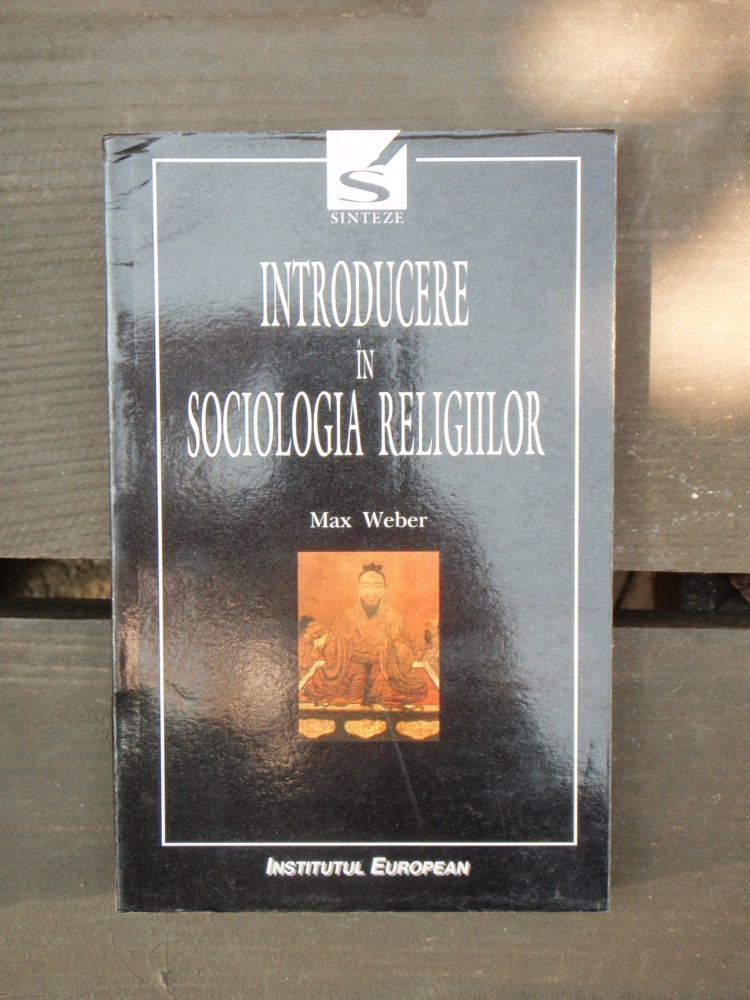 S
SINTEZE
INTRODUCERE
ÎN
SOCIOLOGIA RELIGIILOR
Max Weber
INSTITUTUL EUROPEAN